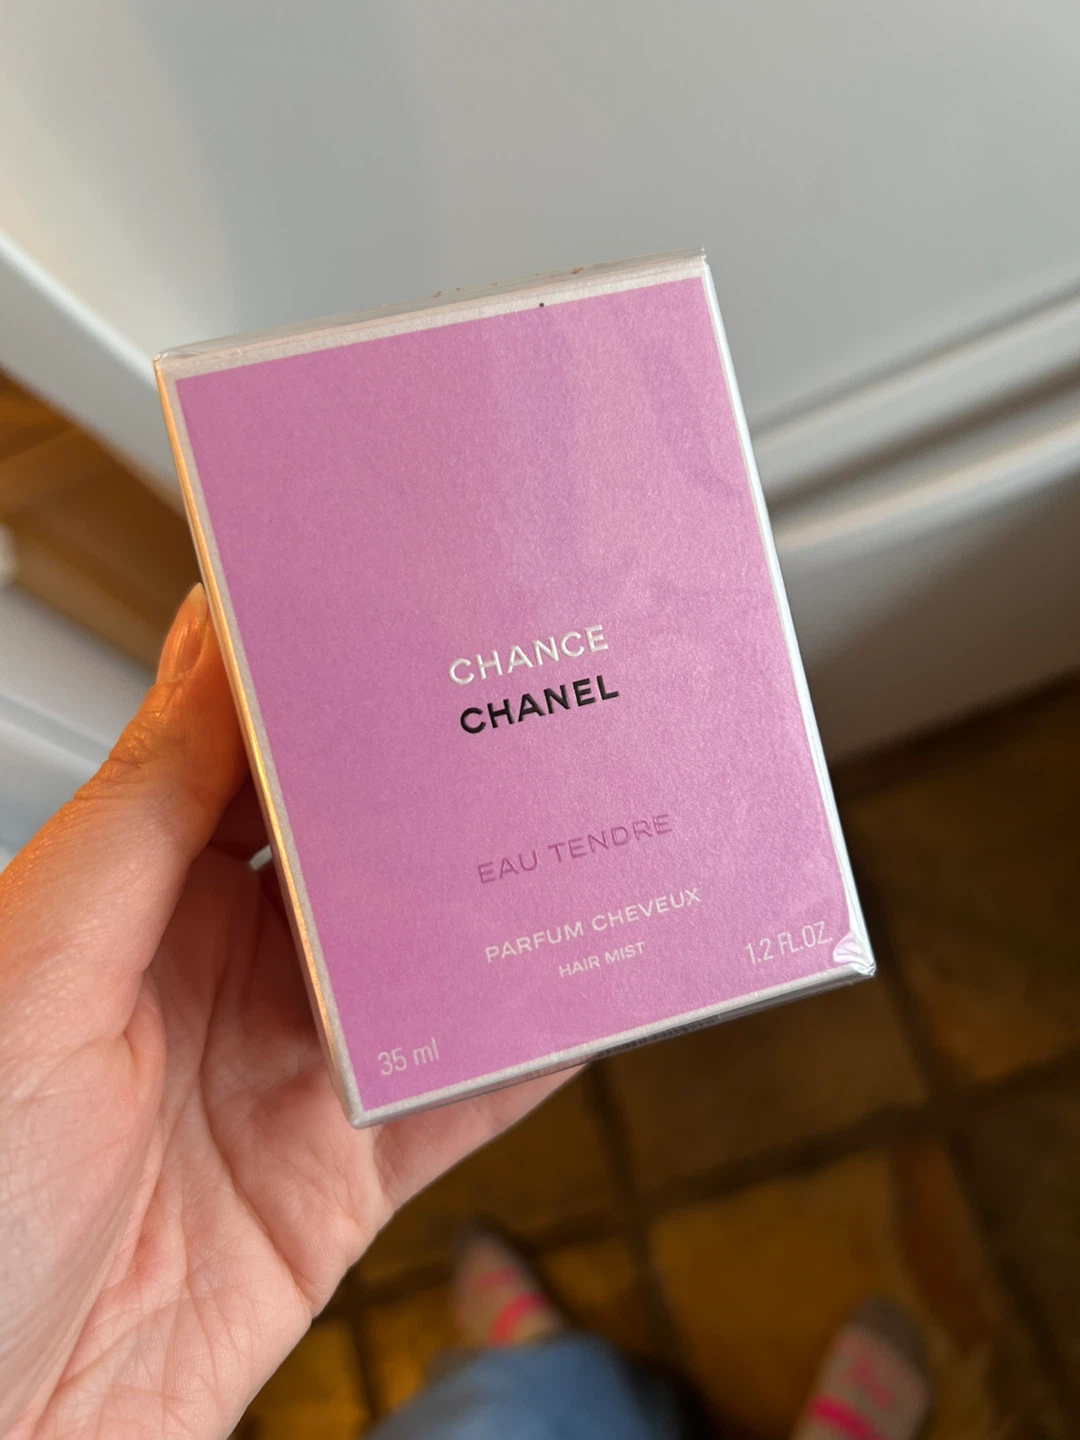 CHANCE
CHANEL
EAU TENDRE
PARFUM CHEVEUX
HAIR MIST
1.2 FL.OZ.
35 ml